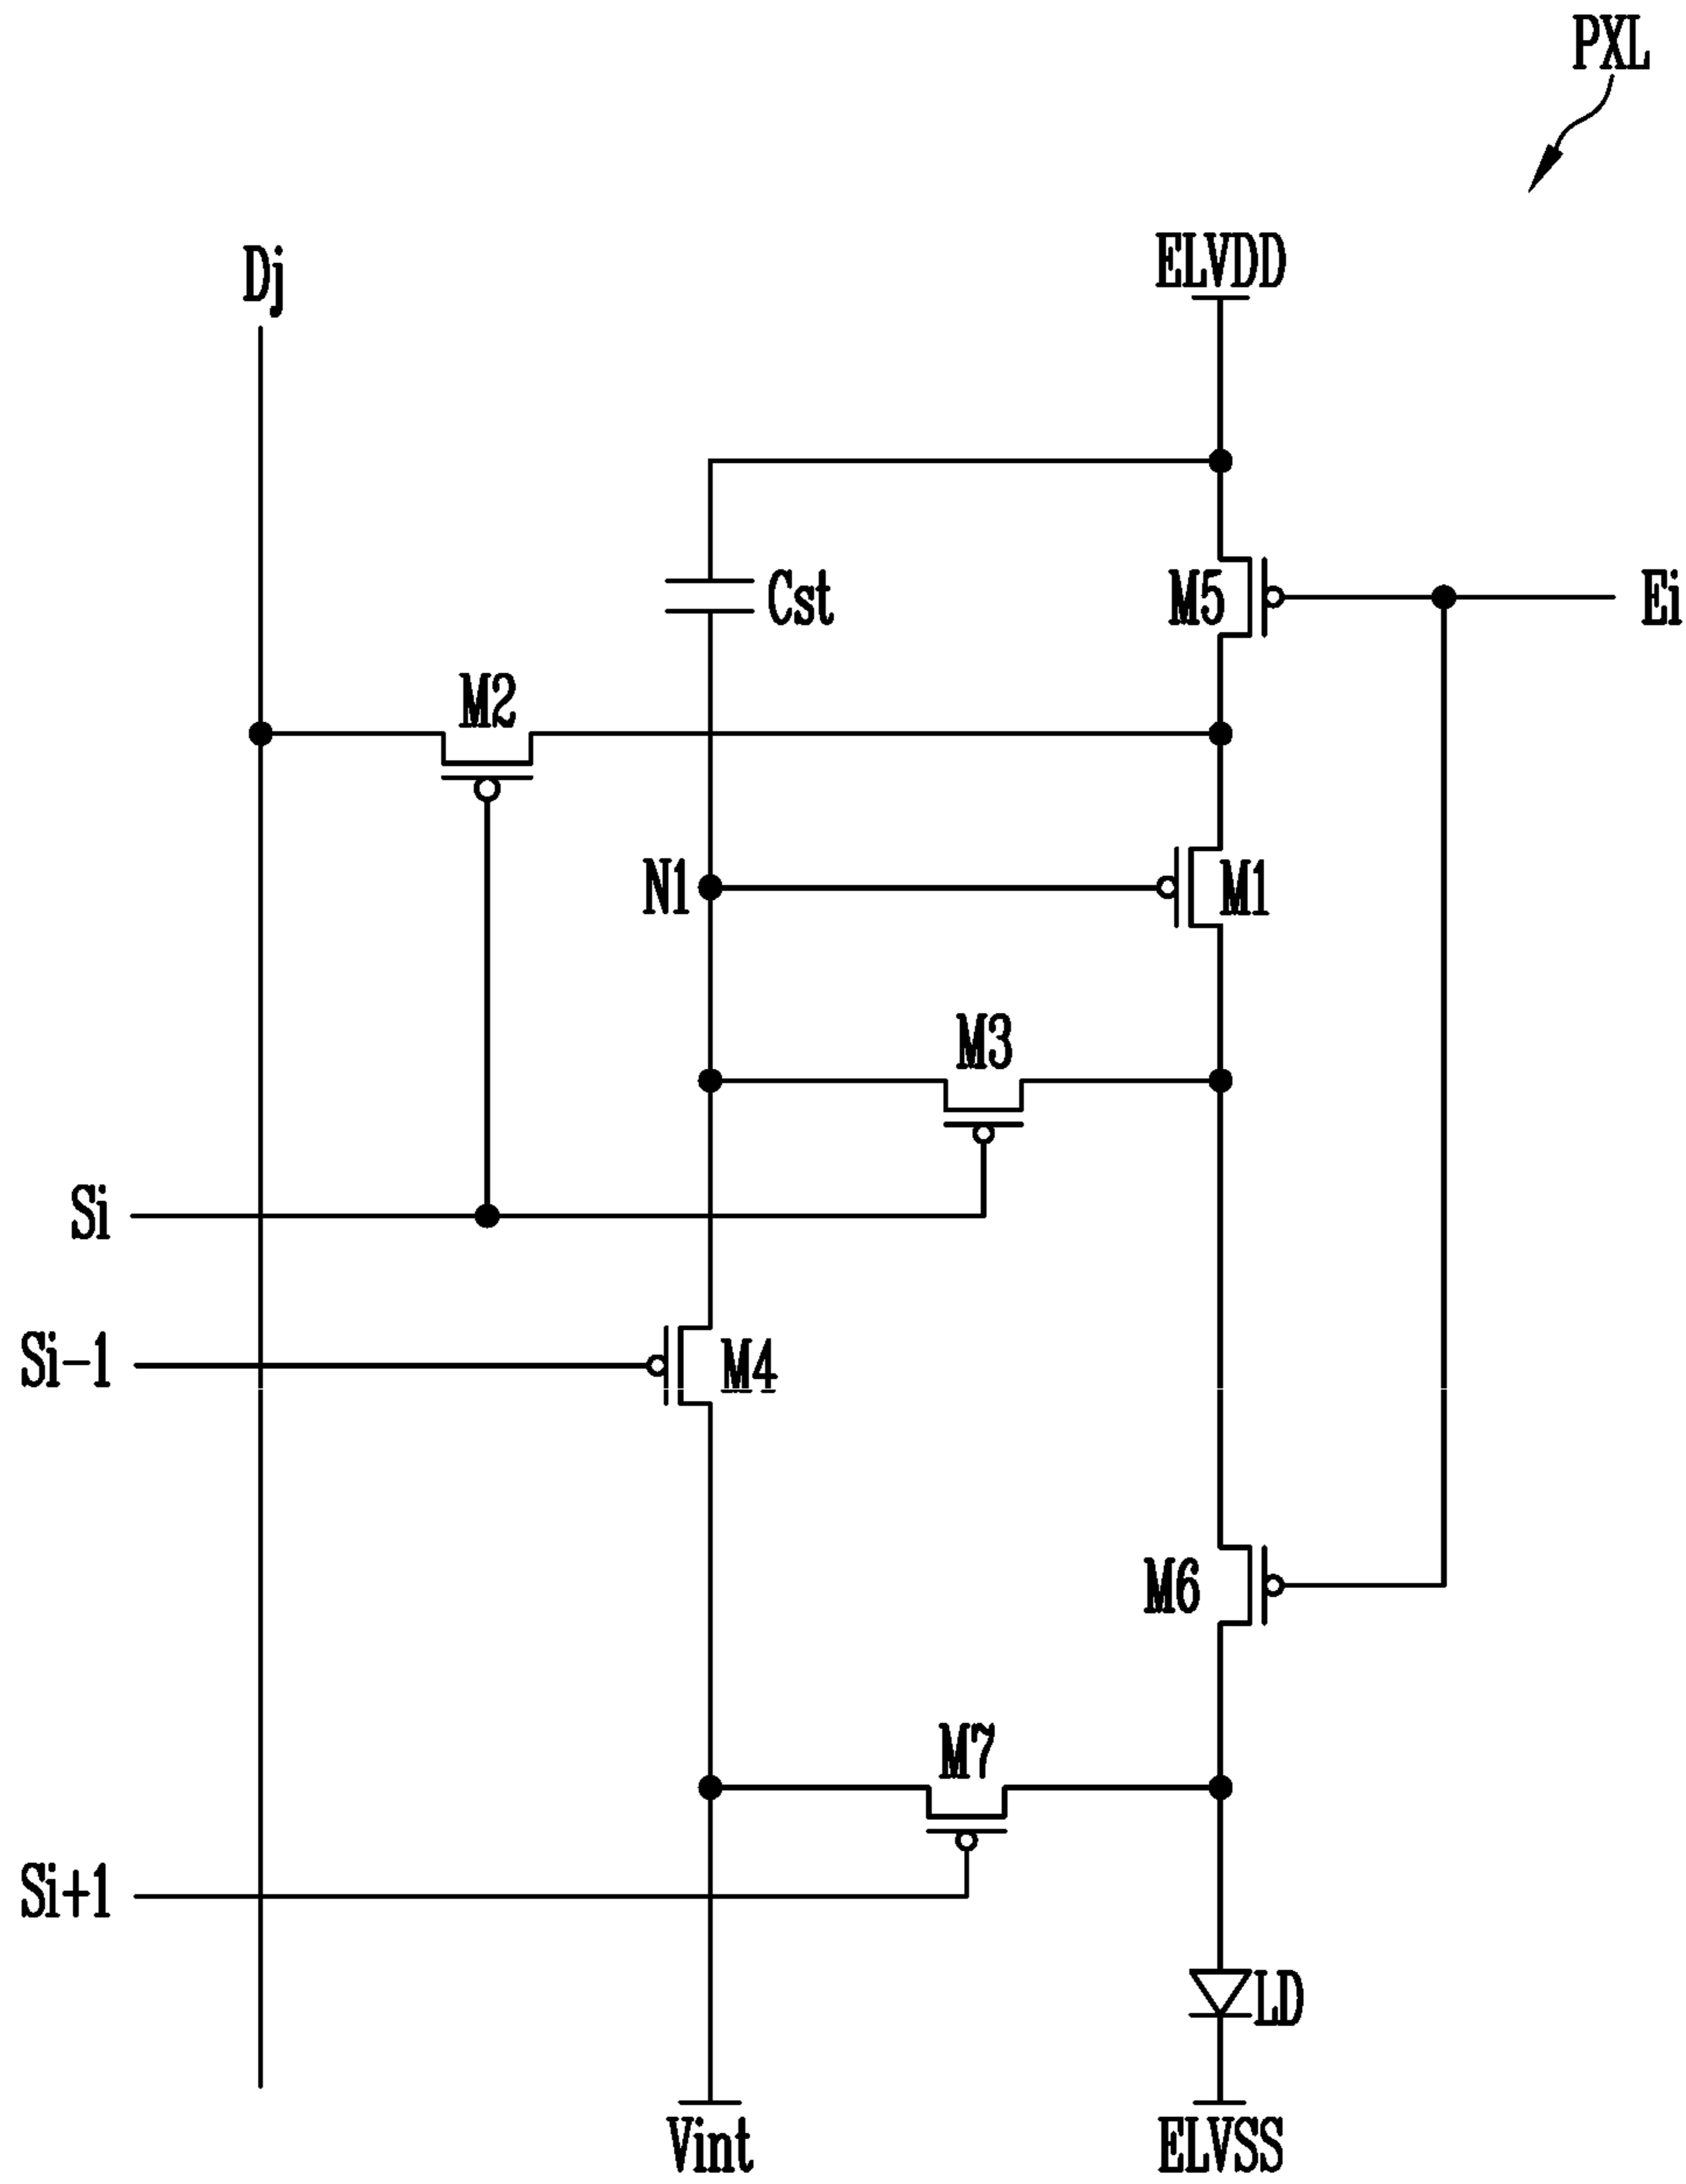 PXL
Dj
ELVDD
Cst
M5
Ei
M2
N1
M1
M3
Si
Si-1
M4
M6
M7
Si+1
LD
Vint
ELVSS